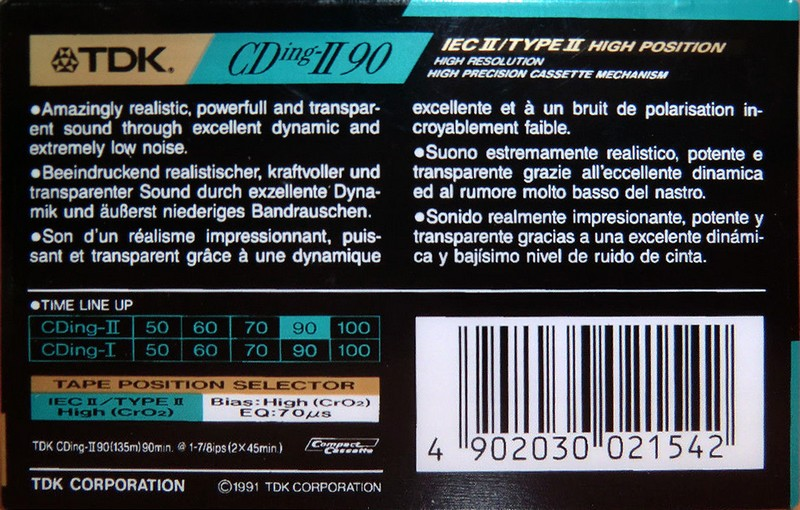 TDK.
CDing-II 90
IEC II/TYPE II HIGH POSITION
HIGH RESOLUTION
HIGH PRECISION CASSETTE MECHANISM
●Amazingly realistic, powerfull and transpar-
ent sound through excellent dynamic and
extremely low noise.
●Beeindruckend realistischer, kraftvoller und
transparenter Sound durch exzellente Dyna-
mik und äußerst niederiges Bandrauschen.
●Son d'un réalisme impressionnant, puis-
sant et transparent grâce à une dynamique
excellente et à un bruit de polarisation in-
croyablement faible.
●Suono estremamente realistico, potente e
transparente grazie all'eccellente dinamica
ed al rumore molto basso del nastro.
●Sonido realmente impresionante, potente y
transparente gracias a una excelente dinámi-
ca y bajísimo nivel de ruido de cinta.
●TIME LINE UP
CDing-II 50 60 70 90 100
CDing-I 50 60 70 90 100
TAPE POSITION SELECTOR
IEC II/TYPE II
High (CrO2)
Bias: High (CrO2)
EQ: 70μs
TDK CDing-II 90 (135m) 90min. @ 1-7/8ips (2×45min.)
Compact
Cassette
TDK CORPORATION
©1991 TDK CORPORATION
4 902030 021542